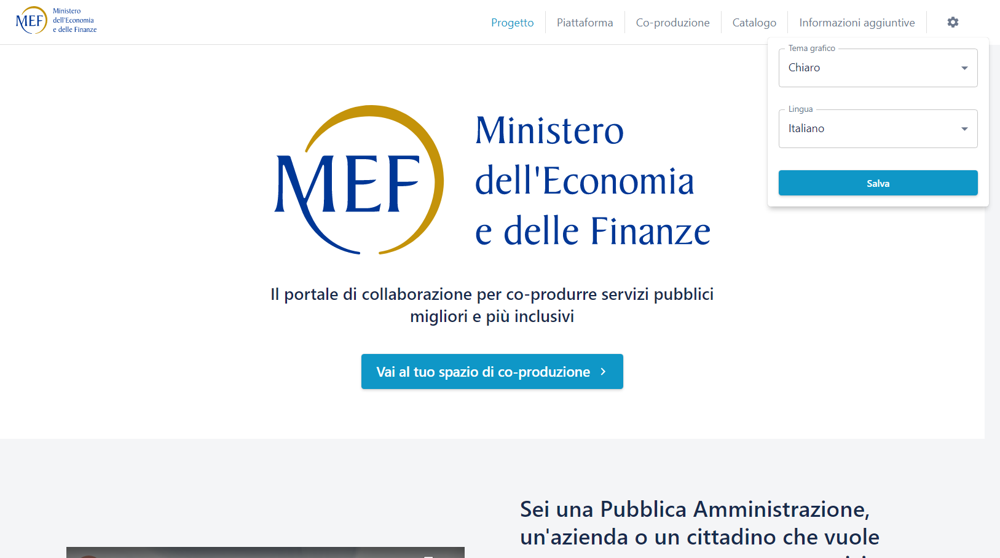 MEF
Ministero
dell'Economia
e delle Finanze
Progetto
Piattaforma
Co-produzione
Catalogo
Informazioni aggiuntive
Tema grafico
Chiaro
Lingua
Italiano
Salva
MEF
Ministero
dell'Economia
e delle Finanze
Il portale di collaborazione per co-produrre servizi pubblici
migliori e più inclusivi
Vai al tuo spazio di co-produzione
Sei una Pubblica Amministrazione,
un'azienda o un cittadino che vuole